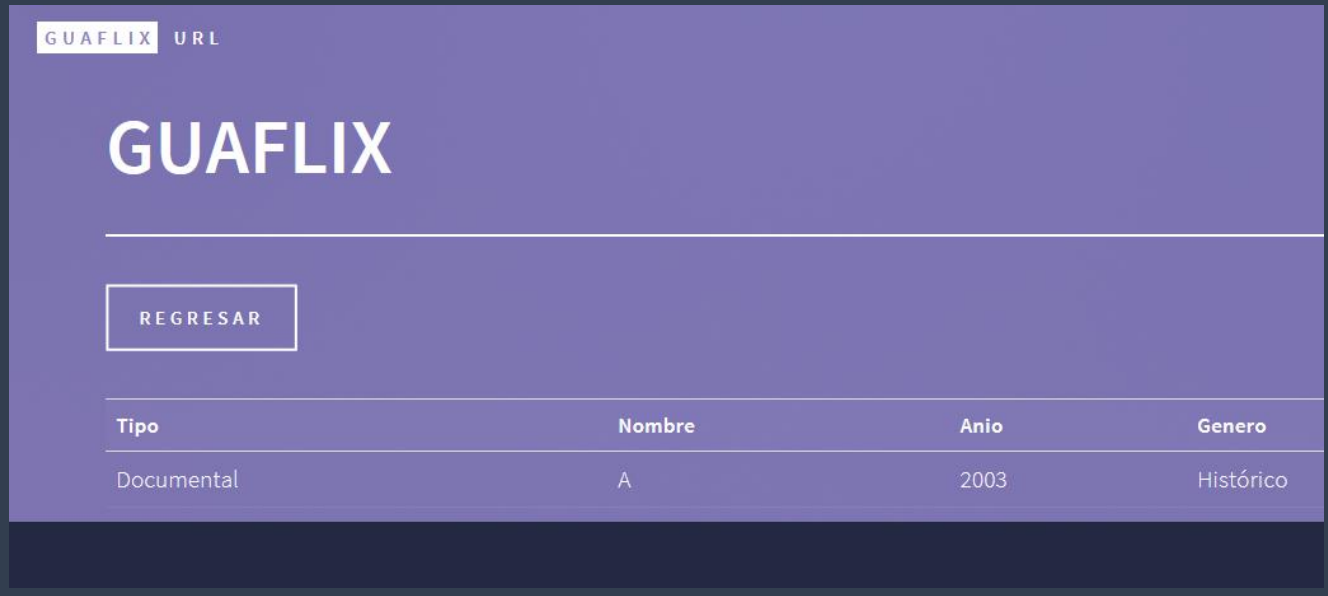 GUAFLIX URL
GUAFLIX
REGRESAR
Tipo Nombre Anio Genero
Documental A 2003 Histórico